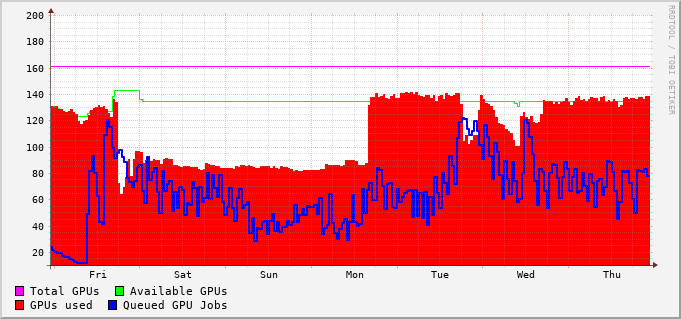 200
180
160
140
120
100
80
60
40
20
Fri Sat Sun Mon Tue Wed Thu
Total GPUs Available GPUs
GPUs used Queued GPU Jobs
RRDTOOL / TOBI OETIKER